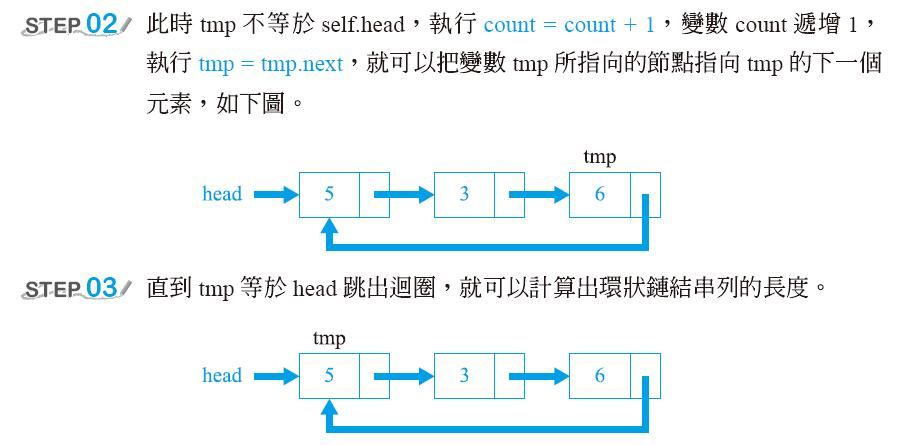 STEP 02 此時 tmp 不等於 self.head，執行 count = count + 1，變數 count 遞增 1，
執行 tmp = tmp.next，就可以把變數 tmp 所指向的節點指向 tmp 的下一個
元素，如下圖。
tmp
head 5 3 6
STEP 03 直到 tmp 等於 head 跳出迴圈，就可以計算出環狀鏈結串列的長度。
tmp
head 5 3 6